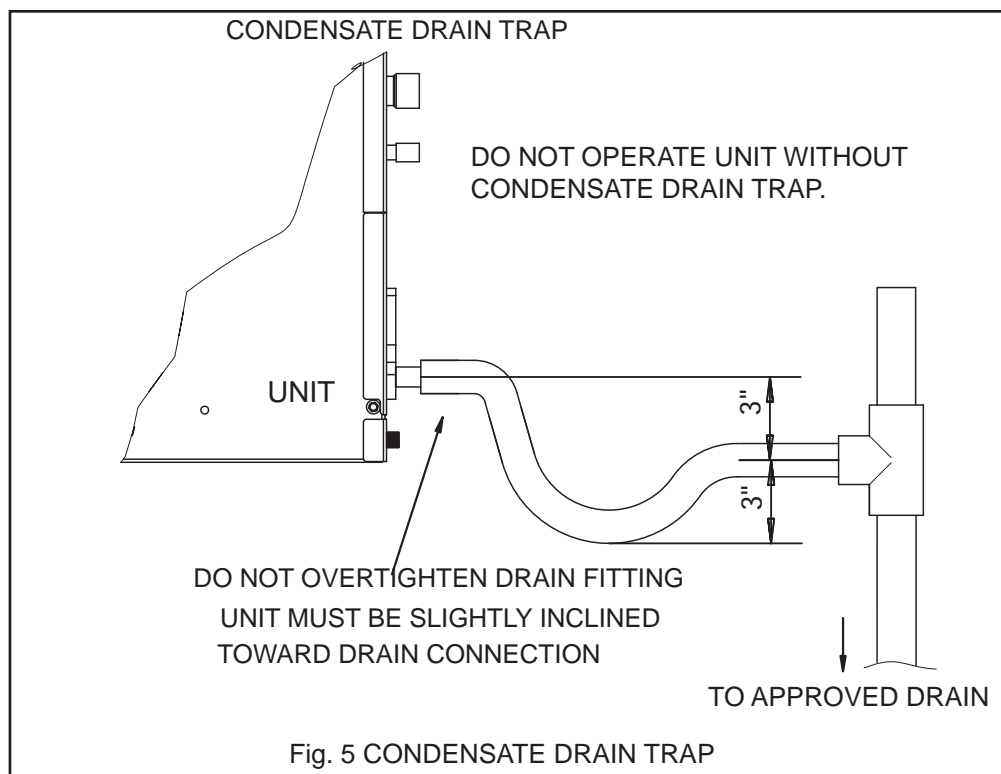 CONDENSATE DRAIN TRAP
DO NOT OPERATE UNIT WITHOUT
CONDENSATE DRAIN TRAP.
UNIT
3"
3"
DO NOT OVERTIGHTEN DRAIN FITTING
UNIT MUST BE SLIGHTLY INCLINED
TOWARD DRAIN CONNECTION
TO APPROVED DRAIN
Fig. 5 CONDENSATE DRAIN TRAP